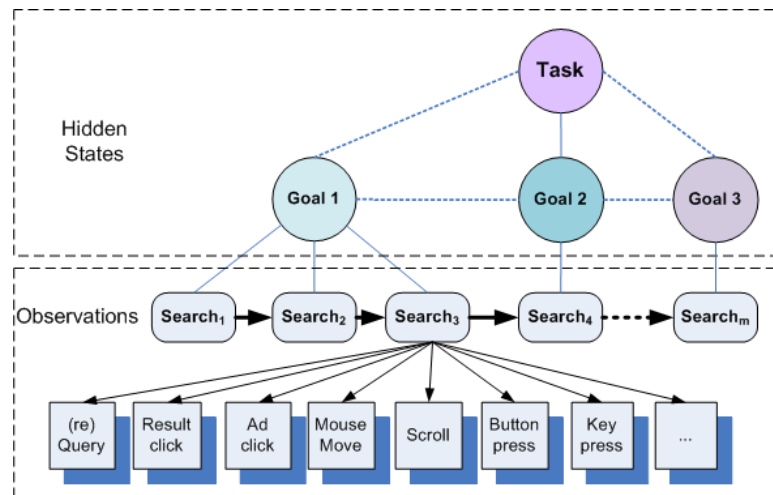 Task
Hidden
States
Goal 1
Goal 2
Goal 3
Observations
Search₁
Search₂
Search₃
Search₄
Searchₘ
(re)
Query
Result
click
Ad
click
Mouse
Move
Scroll
Button
press
Key
press
...